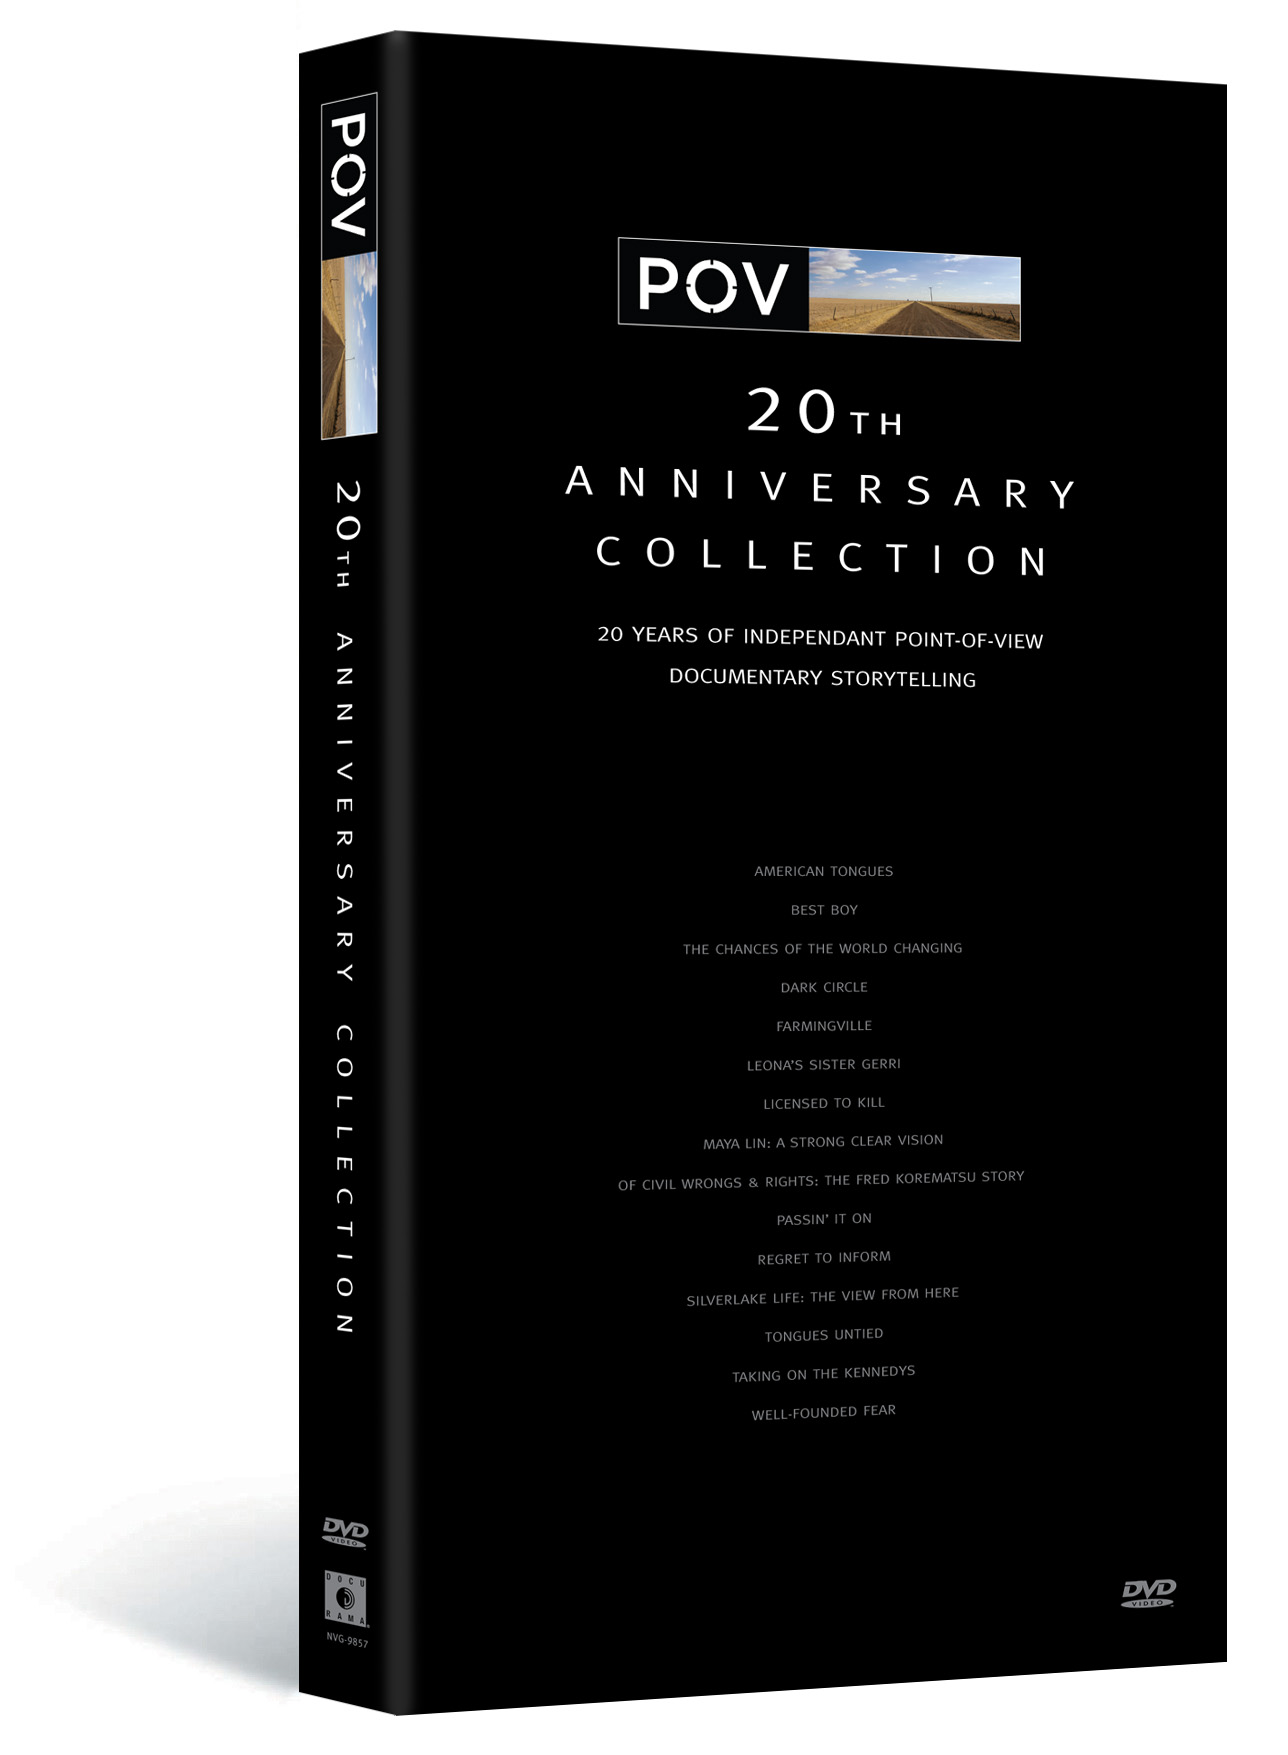 POV
20TH ANNIVERSARY COLLECTION
DVD
VIDEO
DOCU
RAMA
NVG-9857
POV
20TH
ANNIVERSARY
COLLECTION
20 YEARS OF INDEPENDANT POINT-OF-VIEW
DOCUMENTARY STORYTELLING
AMERICAN TONGUES
BEST BOY
THE CHANCES OF THE WORLD CHANGING
DARK CIRCLE
FARMINGVILLE
LEONA'S SISTER GERRI
LICENSED TO KILL
MAYA LIN: A STRONG CLEAR VISION
OF CIVIL WRONGS & RIGHTS: THE FRED KOREMATSU STORY
PASSIN' IT ON
REGRET TO INFORM
SILVERLAKE LIFE: THE VIEW FROM HERE
TONGUES UNTIED
TAKING ON THE KENNEDYS
WELL-FOUNDED FEAR
DVD
VIDEO